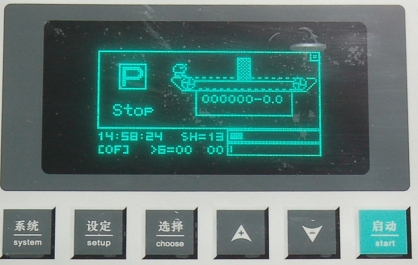 P
000000-0.0
Stop
14:58:24 SH=13
[OF] >6=00 00
系统
system
设定
setup
选择
choose
启动
start